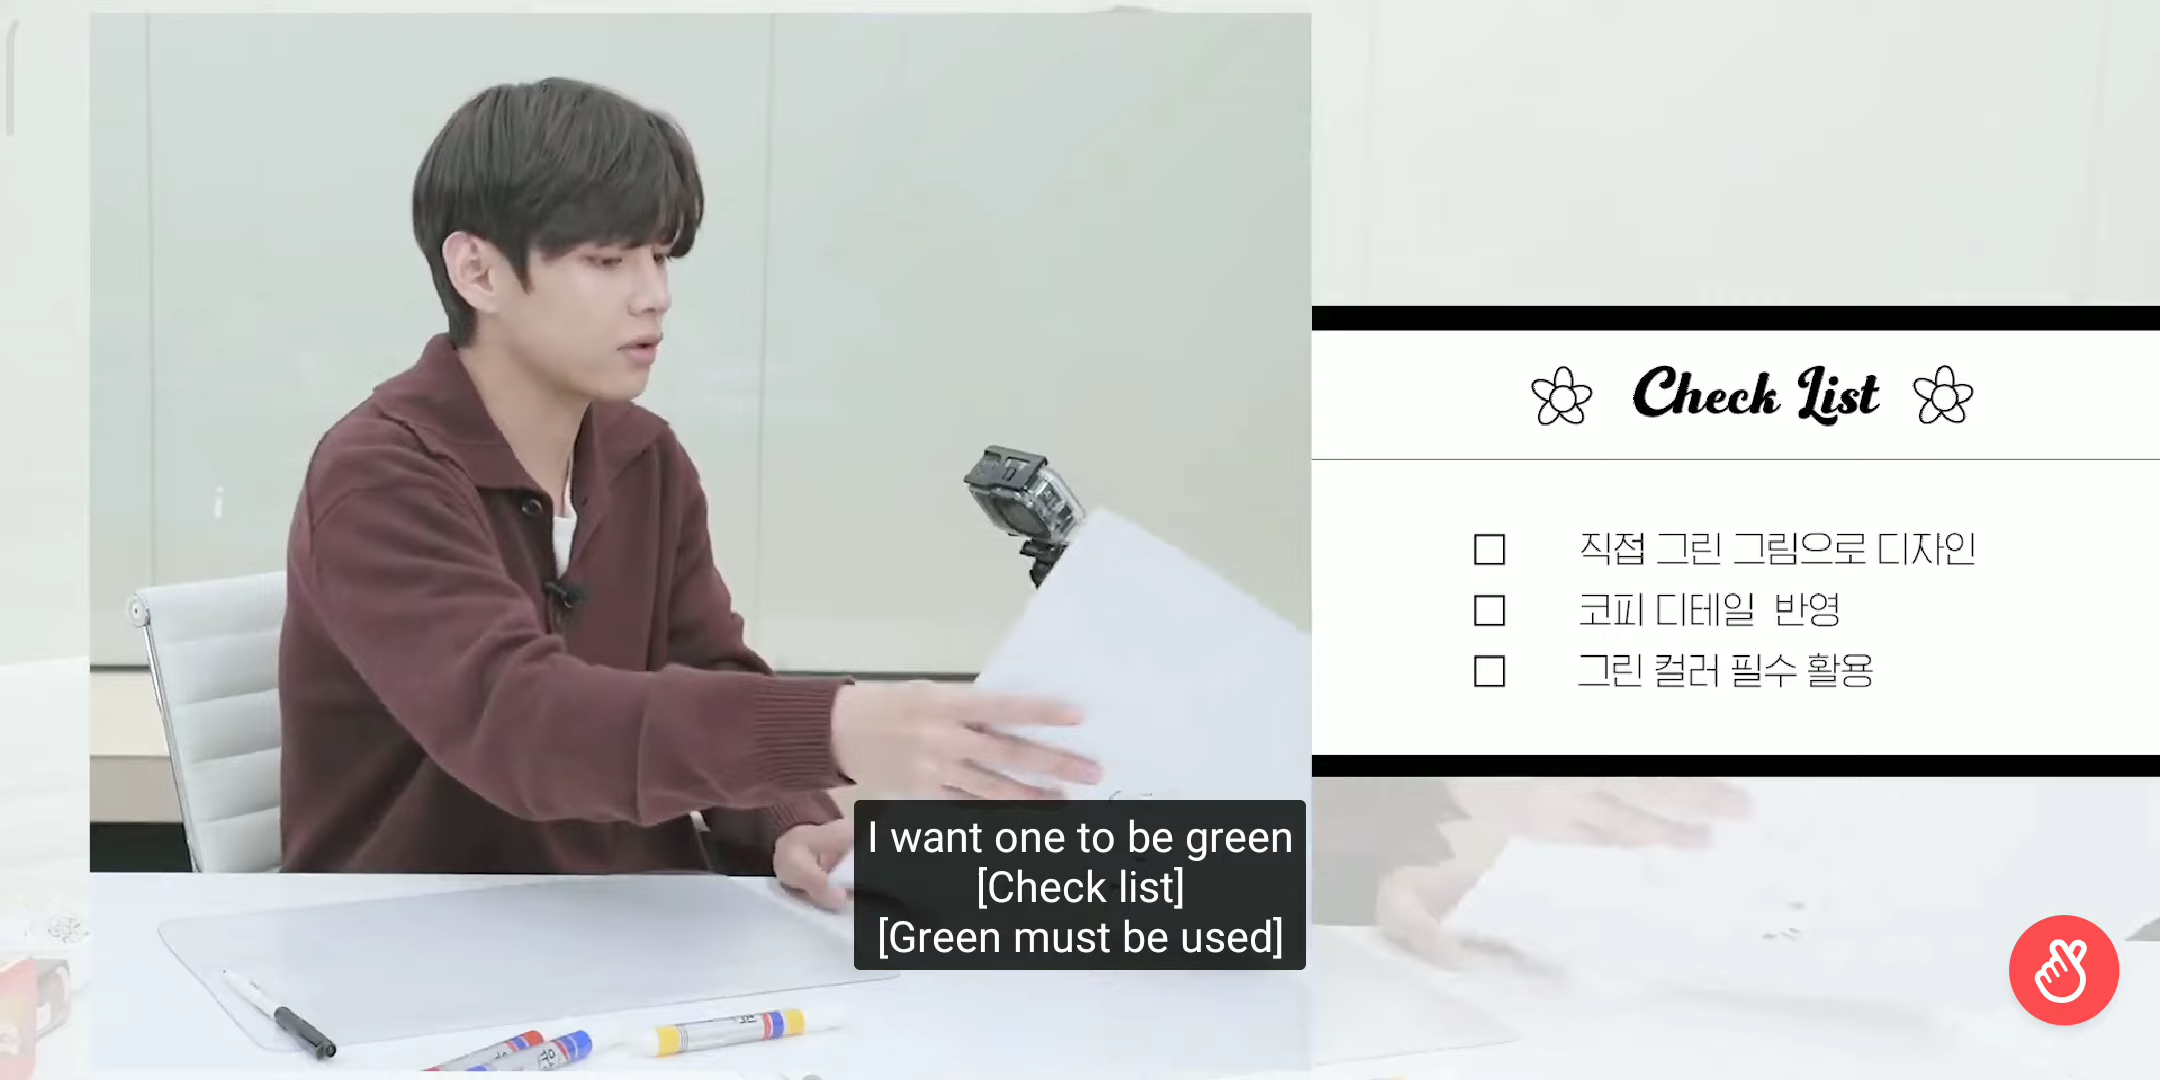 Check List
직접 그린 그림으로 디자인
코피 디테일 반영
그린 컬러 필수 활용
I want one to be green
[Check list]
[Green must be used]